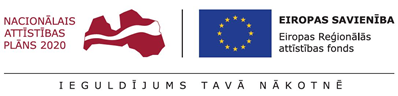 NACIONĀLAIS
ATTĪSTĪBAS
PLĀNS 2020
EIROPAS SAVIENĪBA
Eiropas Reģionālās
attīstības fonds
IEGULDĪJUMS TAVĀ NĀKOTNĒ